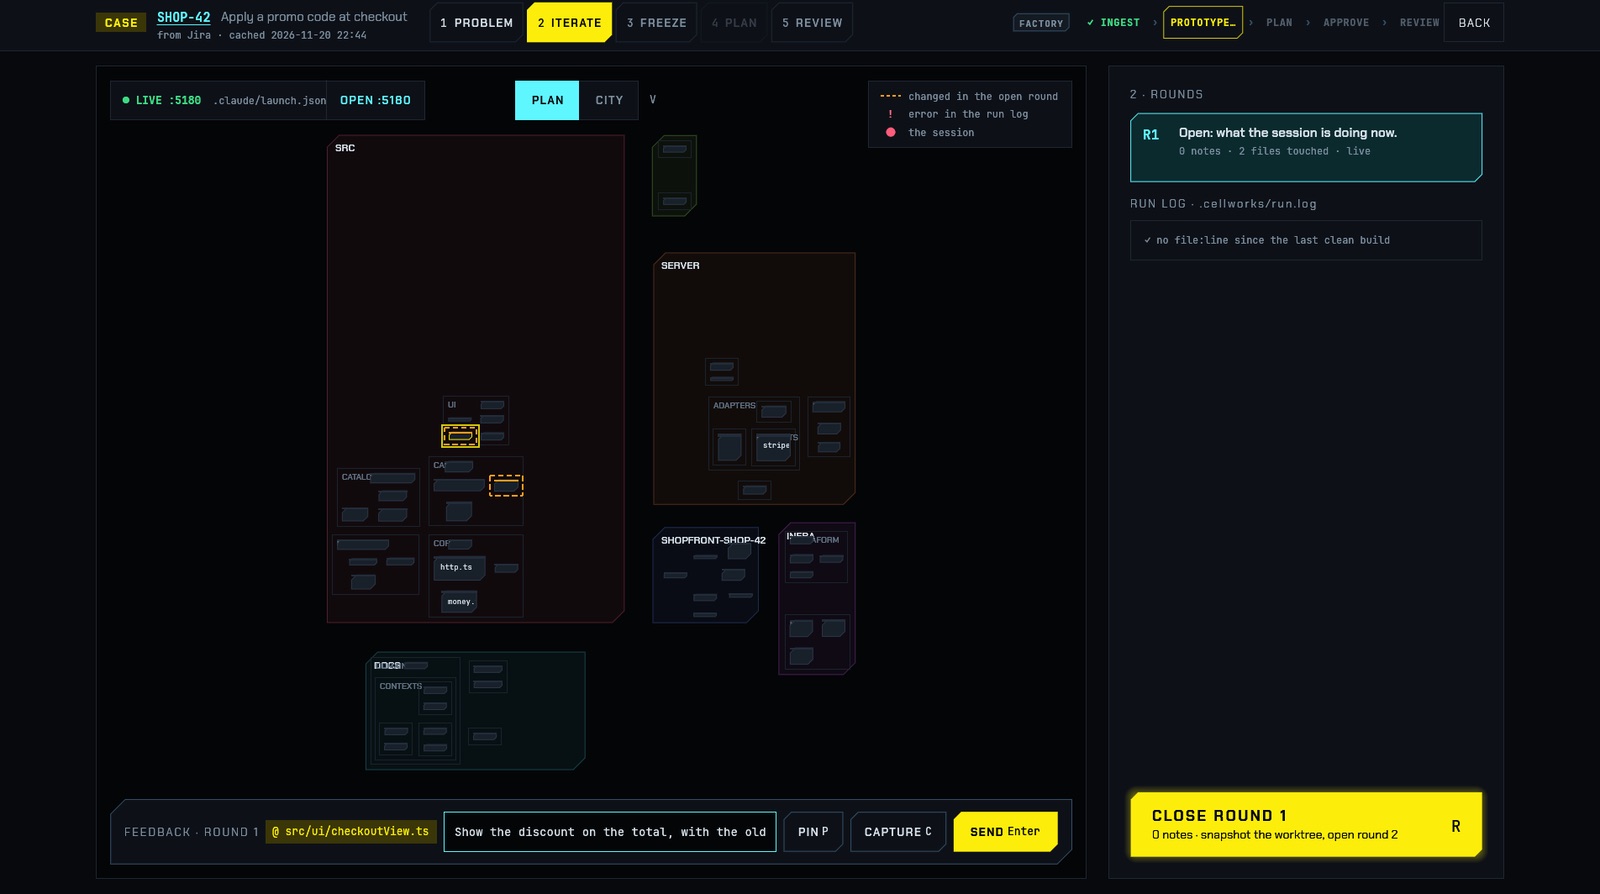 CASE
SHOP-42 Apply a promo code at checkout
from Jira · cached 2026-11-20 22:44
1 PROBLEM
2 ITERATE
3 FREEZE
4 PLAN
5 REVIEW
FACTORY
✓ INGEST › PROTOTYPE… › PLAN › APPROVE › REVIEW
BACK
LIVE :5180 .claude/launch.json
OPEN :5180
PLAN
CITY
V
changed in the open round
! error in the run log
the session
SRC
SERVER
UI
ADAPTERS
stripe
CATALO
CA
COR
http.ts
money.
SHOPFRONT-SHOP-42
INFRA
AFORM
DOCS
CONTEXTS
FEEDBACK · ROUND 1
@ src/ui/checkoutView.ts
Show the discount on the total, with the old
PIN P
CAPTURE C
SEND Enter
2 · ROUNDS
R1 Open: what the session is doing now.
0 notes · 2 files touched · live
RUN LOG · .cellworks/run.log
✓ no file:line since the last clean build
CLOSE ROUND 1
0 notes · snapshot the worktree, open round 2
R